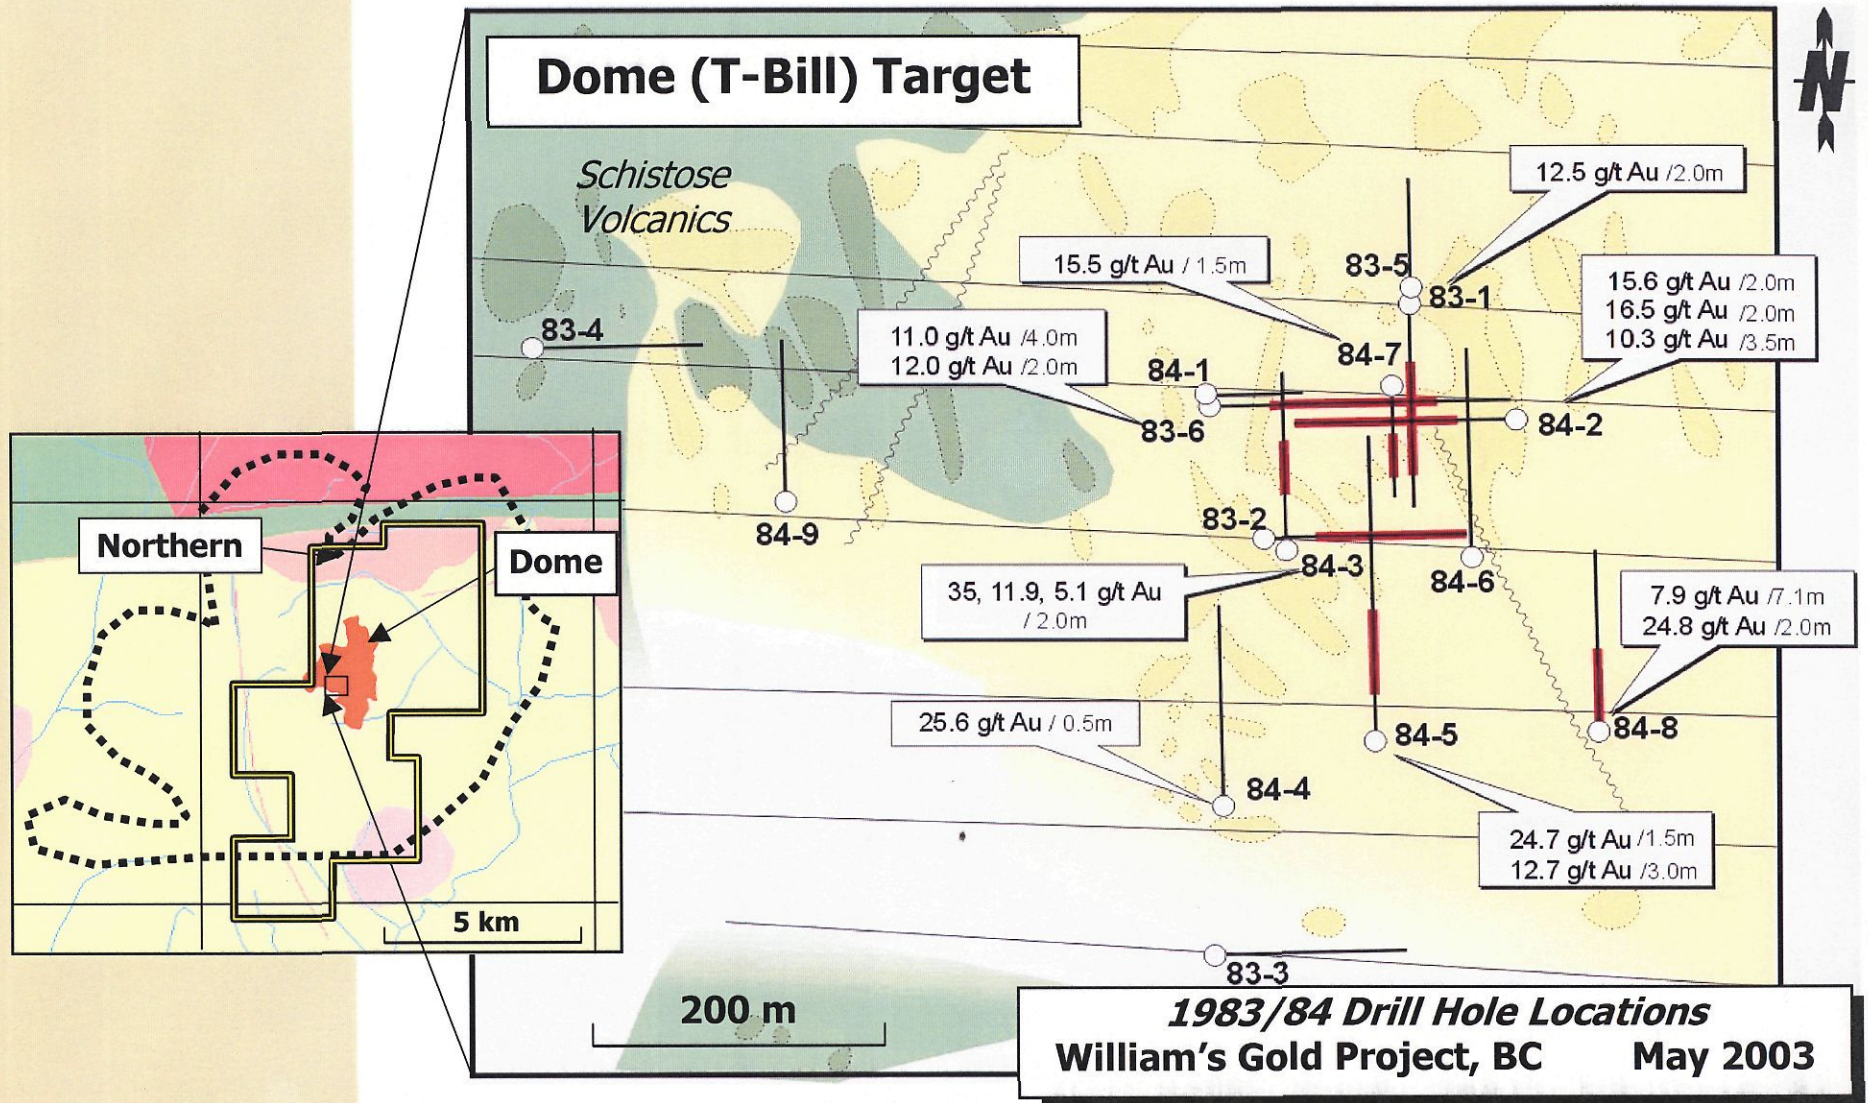 Dome (T-Bill) Target
N
Schistose
Volcanics
12.5 g/t Au /2.0m
15.5 g/t Au / 1.5m
83-5
83-1
15.6 g/t Au /2.0m
16.5 g/t Au /2.0m
10.3 g/t Au /3.5m
83-4
11.0 g/t Au /4.0m
12.0 g/t Au /2.0m
84-7
84-1
83-6
84-2
84-9
83-2
84-3
84-6
Northern
Dome
35, 11.9, 5.1 g/t Au
/ 2.0m
7.9 g/t Au /7.1m
24.8 g/t Au /2.0m
25.6 g/t Au / 0.5m
84-5
84-8
84-4
24.7 g/t Au /1.5m
12.7 g/t Au /3.0m
5 km
83-3
200 m
1983/84 Drill Hole Locations
William's Gold Project, BC May 2003